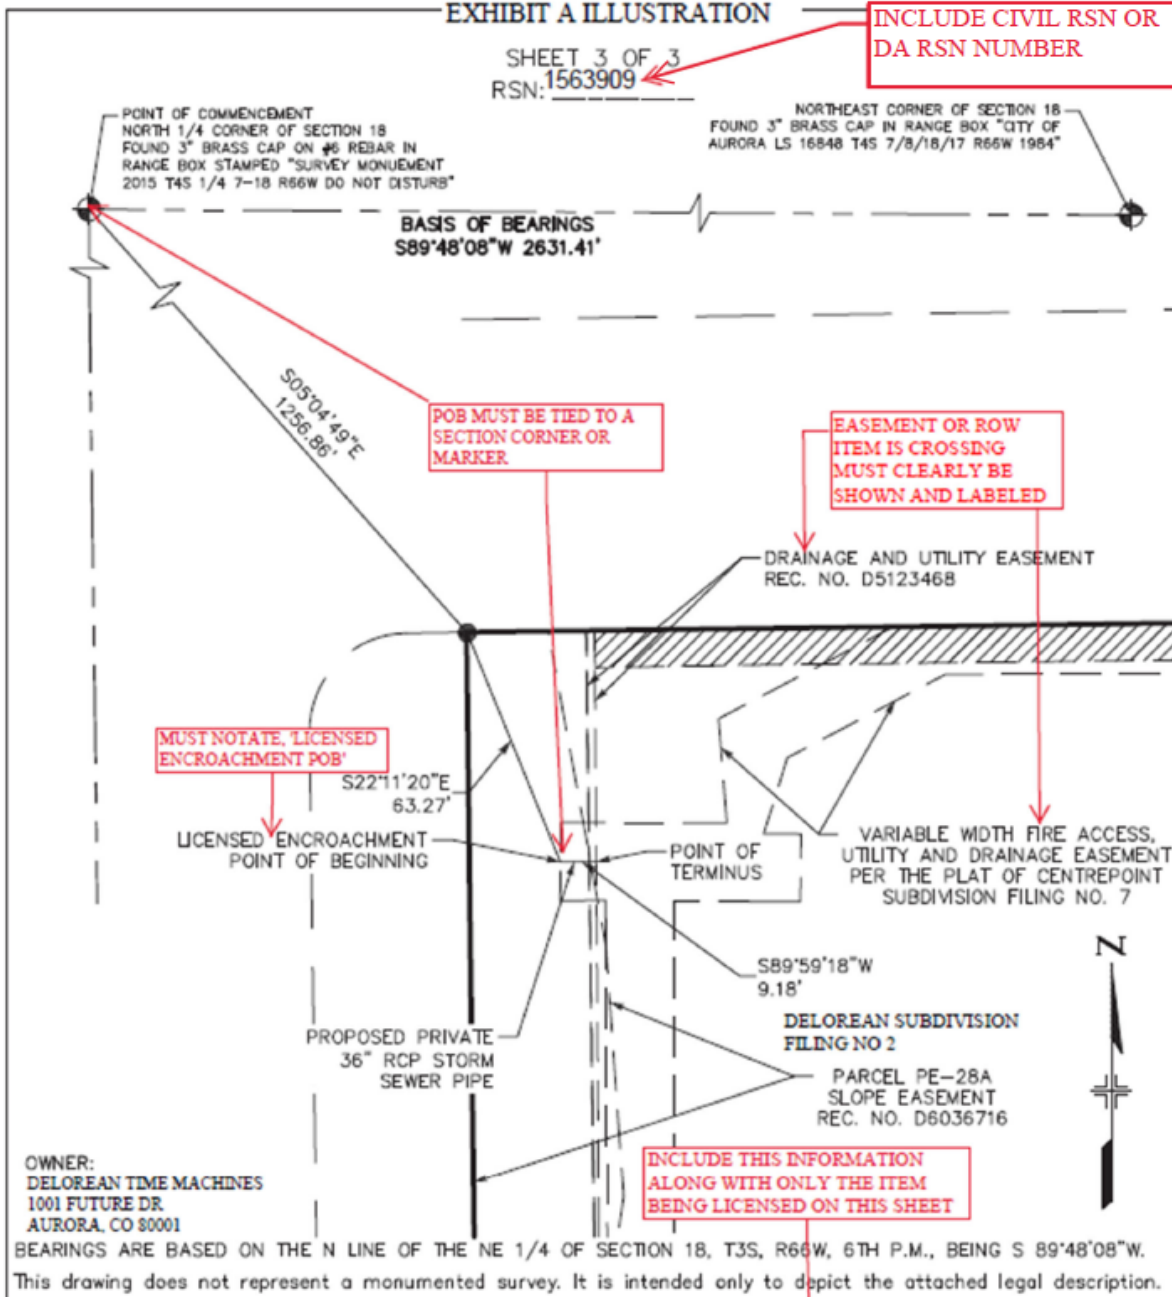 EXHIBIT A ILLUSTRATION
INCLUDE CIVIL RSN OR
DA RSN NUMBER
SHEET 3 OF 3
RSN: 1563909
POINT OF COMMENCEMENT
NORTH 1/4 CORNER OF SECTION 18
FOUND 3" BRASS CAP ON #6 REBAR IN
RANGE BOX STAMPED "SURVEY MONUEMENT
2015 T4S 1/4 7-18 R66W DO NOT DISTURB"
NORTHEAST CORNER OF SECTION 18
FOUND 3" BRASS CAP IN RANGE BOX "CITY OF
AURORA LS 16848 T4S 7/8/18/17 R66W 1984"
BASIS OF BEARINGS
S89°48'08"W 2631.41'
S05°04'49"E
1256.86'
POB MUST BE TIED TO A
SECTION CORNER OR
MARKER
EASEMENT OR ROW
ITEM IS CROSSING
MUST CLEARLY BE
SHOWN AND LABELED
DRAINAGE AND UTILITY EASEMENT
REC. NO. D5123468
MUST NOTATE, 'LICENSED
ENCROACHMENT POB'
S22°11'20"E
63.27'
LICENSED ENCROACHMENT
POINT OF BEGINNING
POINT OF
TERMINUS
VARIABLE WIDTH FIRE ACCESS,
UTILITY AND DRAINAGE EASEMENT
PER THE PLAT OF CENTREPOINT
SUBDIVISION FILING NO. 7
N
S89°59'18"W
9.18'
PROPOSED PRIVATE
36" RCP STORM
SEWER PIPE
DELOREAN SUBDIVISION
FILING NO 2
PARCEL PE-28A
SLOPE EASEMENT
REC. NO. D6036716
OWNER:
DELOREAN TIME MACHINES
1001 FUTURE DR
AURORA, CO 80001
INCLUDE THIS INFORMATION
ALONG WITH ONLY THE ITEM
BEING LICENSED ON THIS SHEET
BEARINGS ARE BASED ON THE N LINE OF THE NE 1/4 OF SECTION 18, T3S, R66W, 6TH P.M., BEING S 89°48'08"W.
This drawing does not represent a monumented survey. It is intended only to depict the attached legal description.